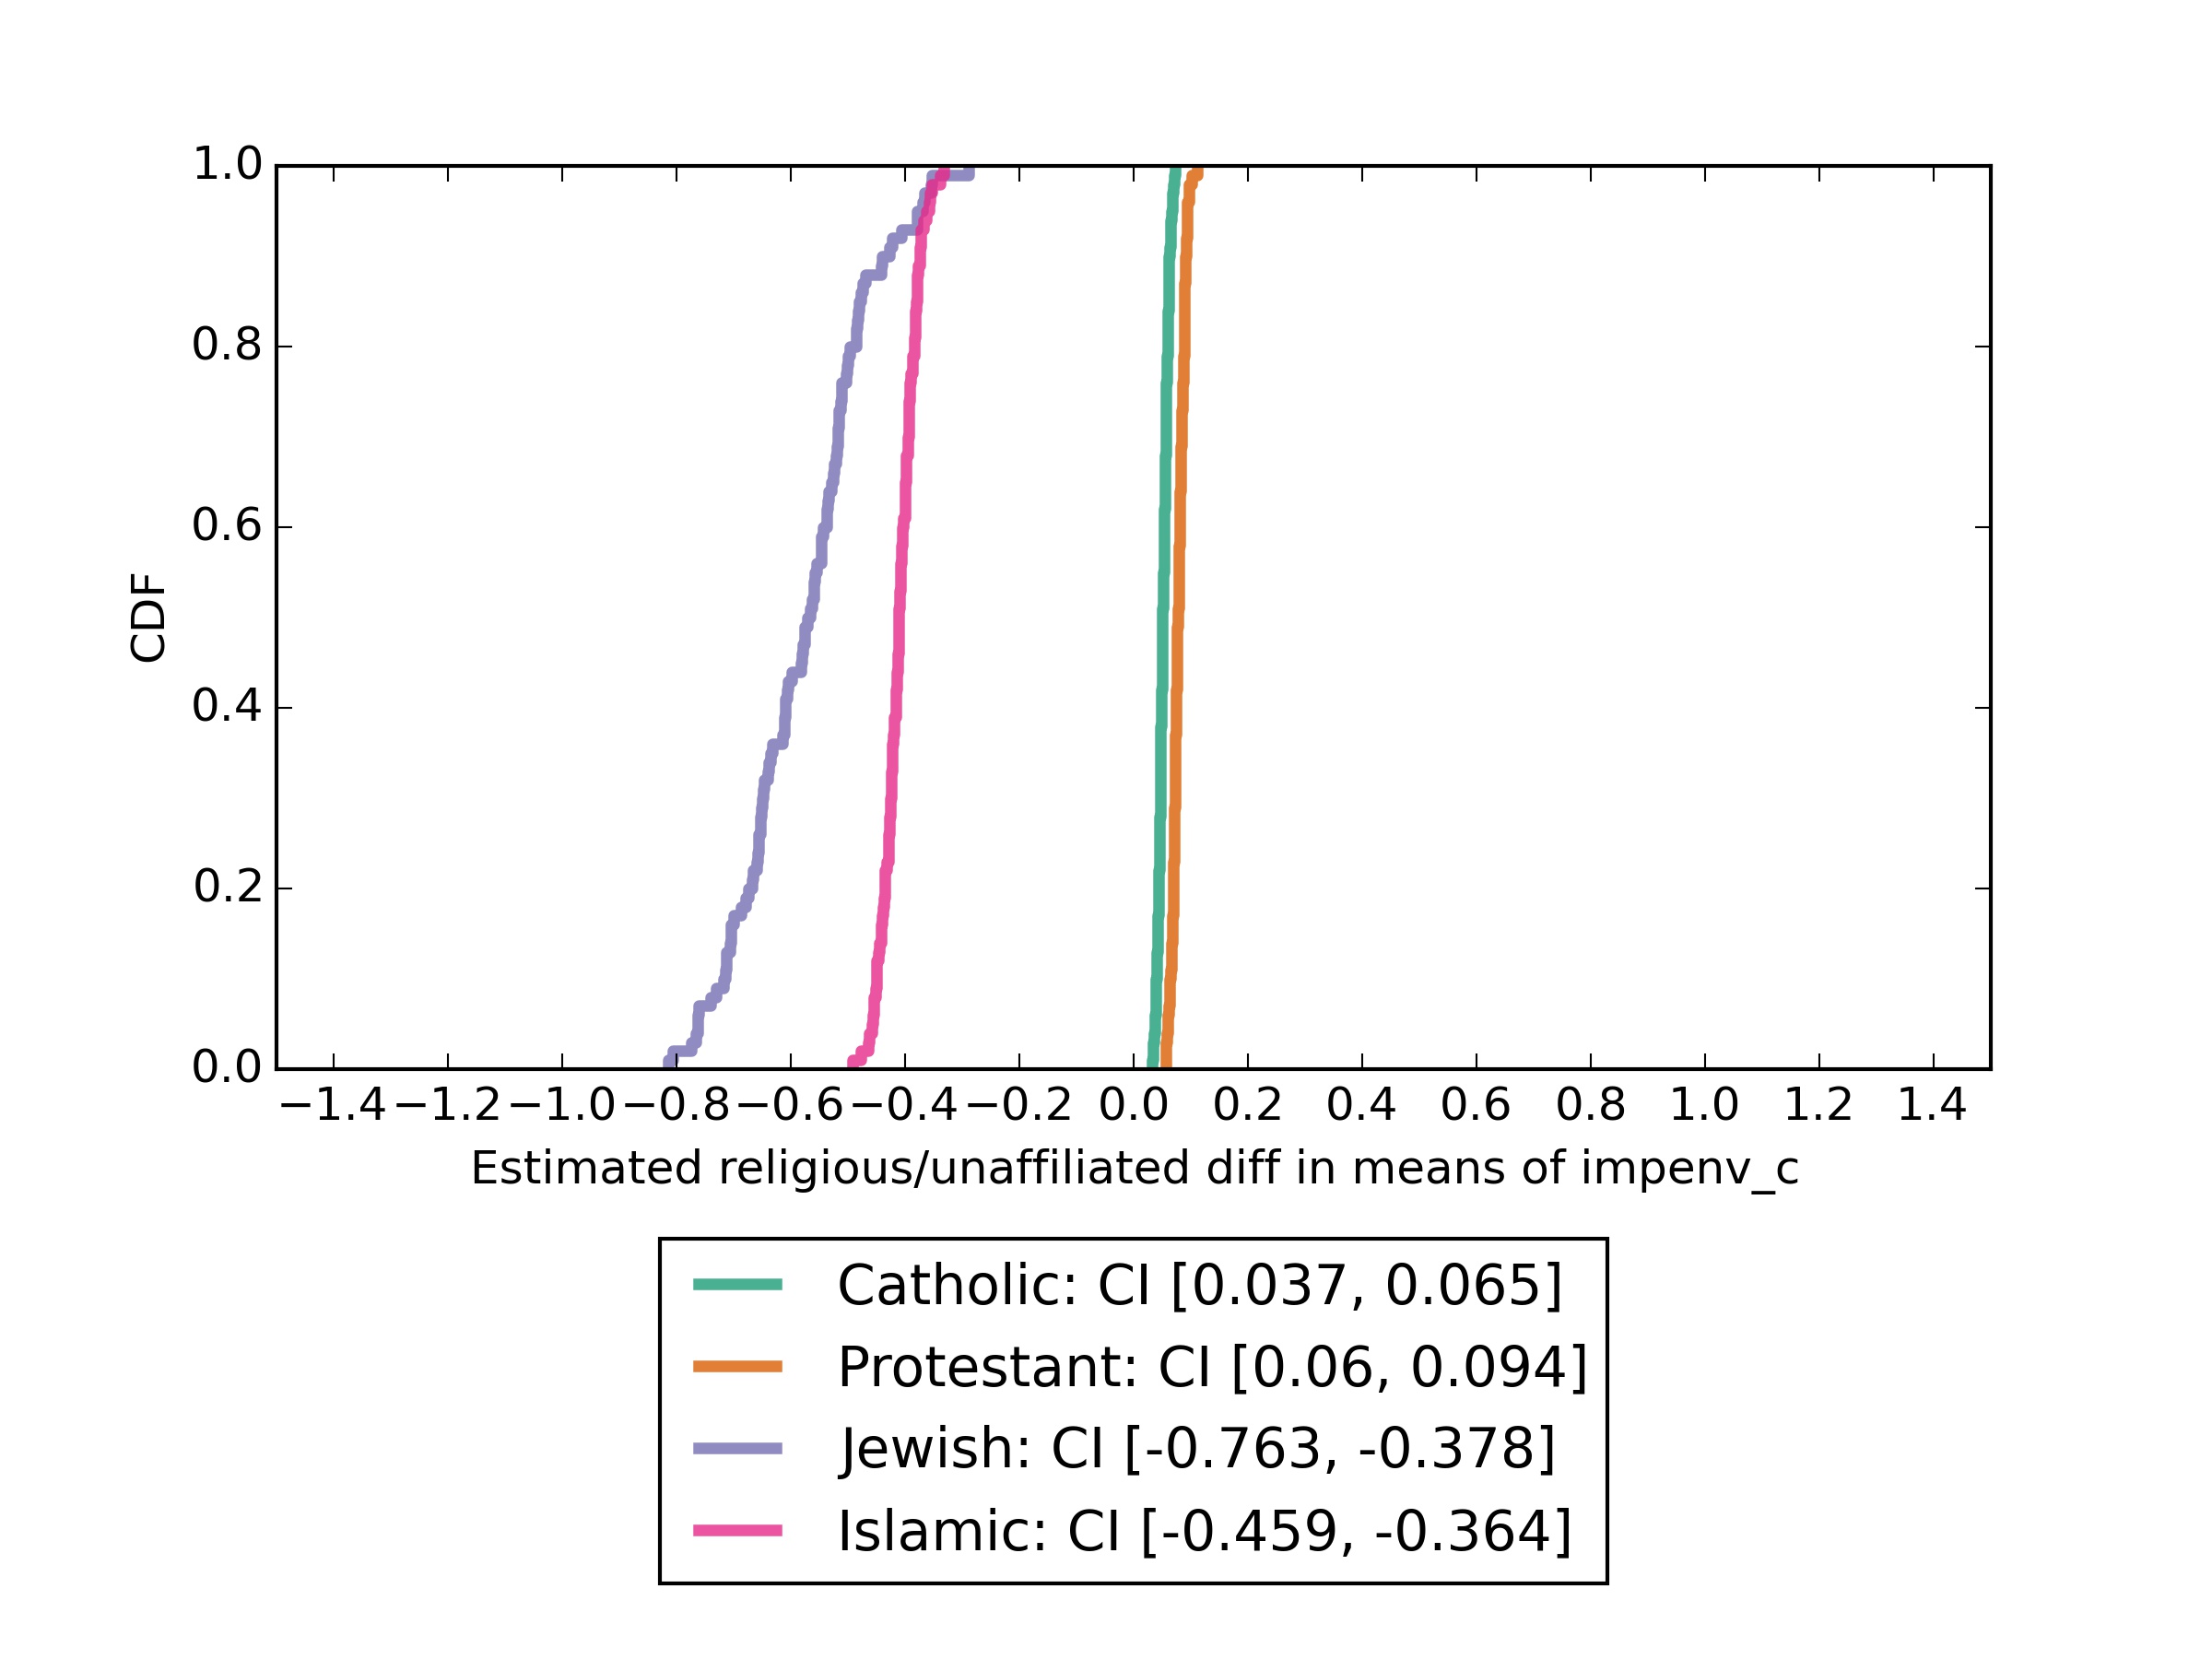 1.0
0.8
0.6
0.4
0.2
0.0
CDF
−1.4 −1.2 −1.0 −0.8 −0.6 −0.4 −0.2 0.0 0.2 0.4 0.6 0.8 1.0 1.2 1.4
Estimated religious/unaffiliated diff in means of impenv_c
Catholic: CI [0.037, 0.065]
Protestant: CI [0.06, 0.094]
Jewish: CI [-0.763, -0.378]
Islamic: CI [-0.459, -0.364]